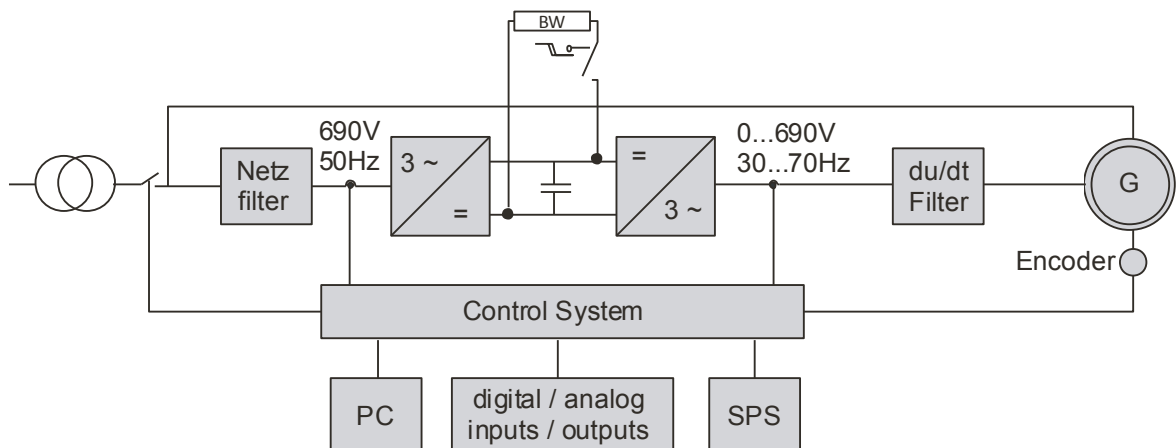 BW
690V
50Hz
0...690V
30...70Hz
Netz
filter
3 ~
=
=
3 ~
du/dt
Filter
G
Encoder
Control System
PC
digital / analog
inputs / outputs
SPS